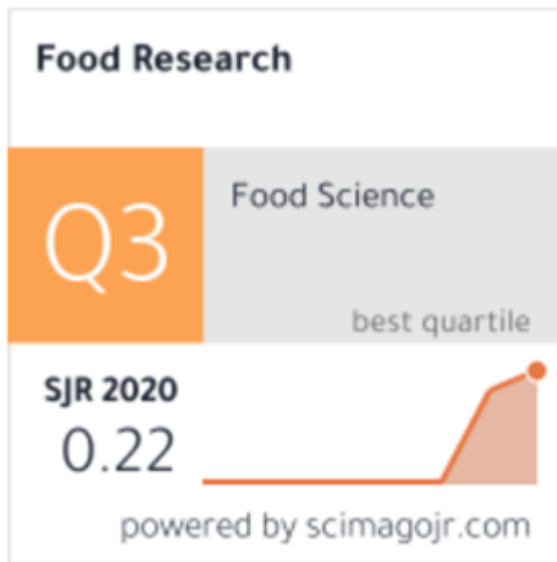 Food Research
Q3
Food Science
best quartile
SJR 2020
0.22
powered by scimagojr.com